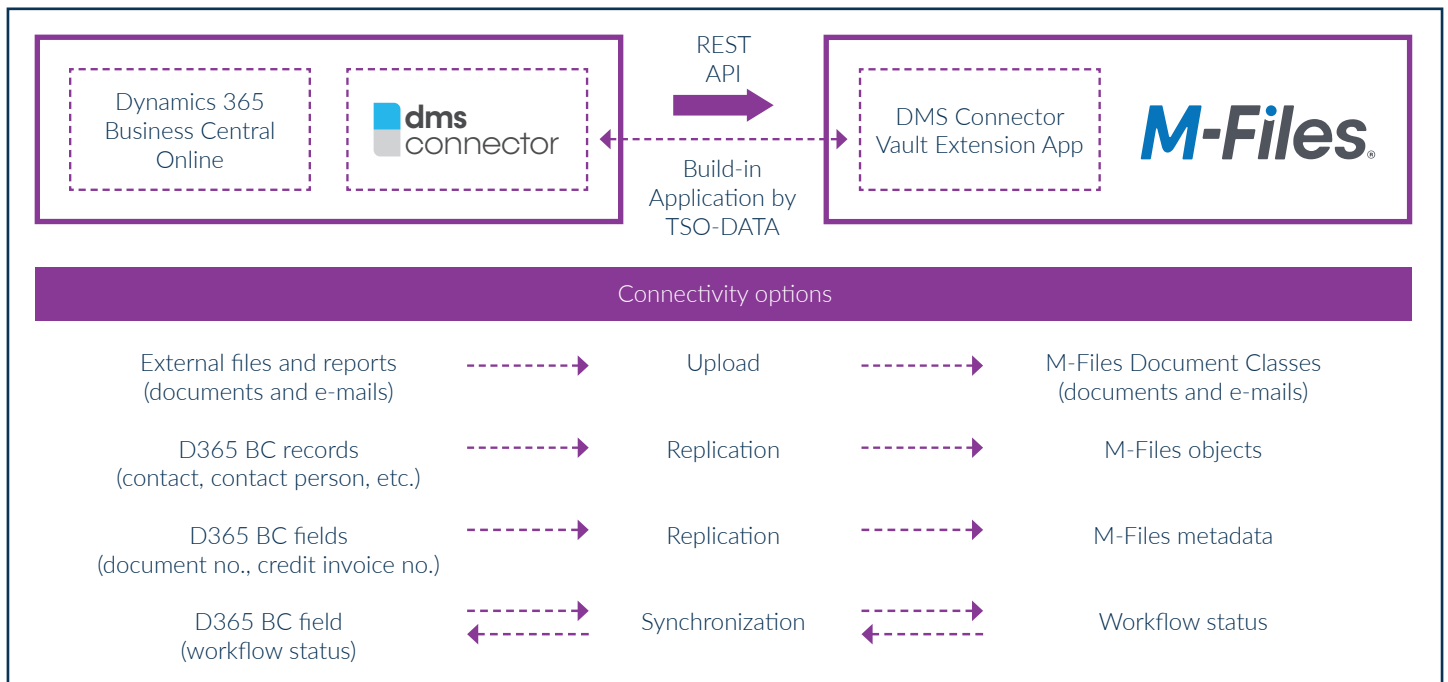 REST
API
Dynamics 365
Business Central
Online
dms
connector
DMS Connector
Vault Extension App
M-Files®
Build-in
Application by
TSO-DATA
Connectivity options
External files and reports
(documents and e-mails)
Upload
M-Files Document Classes
(documents and e-mails)
D365 BC records
(contact, contact person, etc.)
Replication
M-Files objects
D365 BC fields
(document no., credit invoice no.)
Replication
M-Files metadata
D365 BC field
(workflow status)
Synchronization
Workflow status